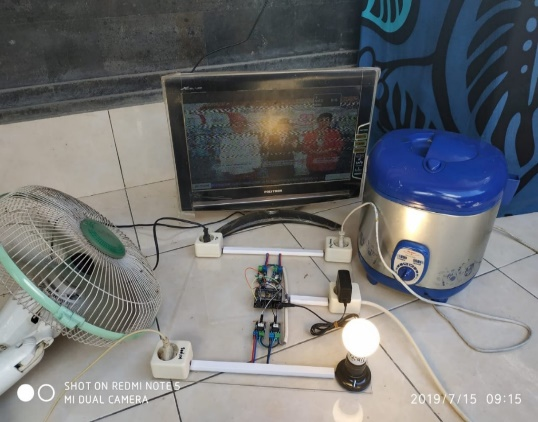 POLYTRON
SHOT ON REDMI NOTE 5
MI DUAL CAMERA
2019/7/15 09:15